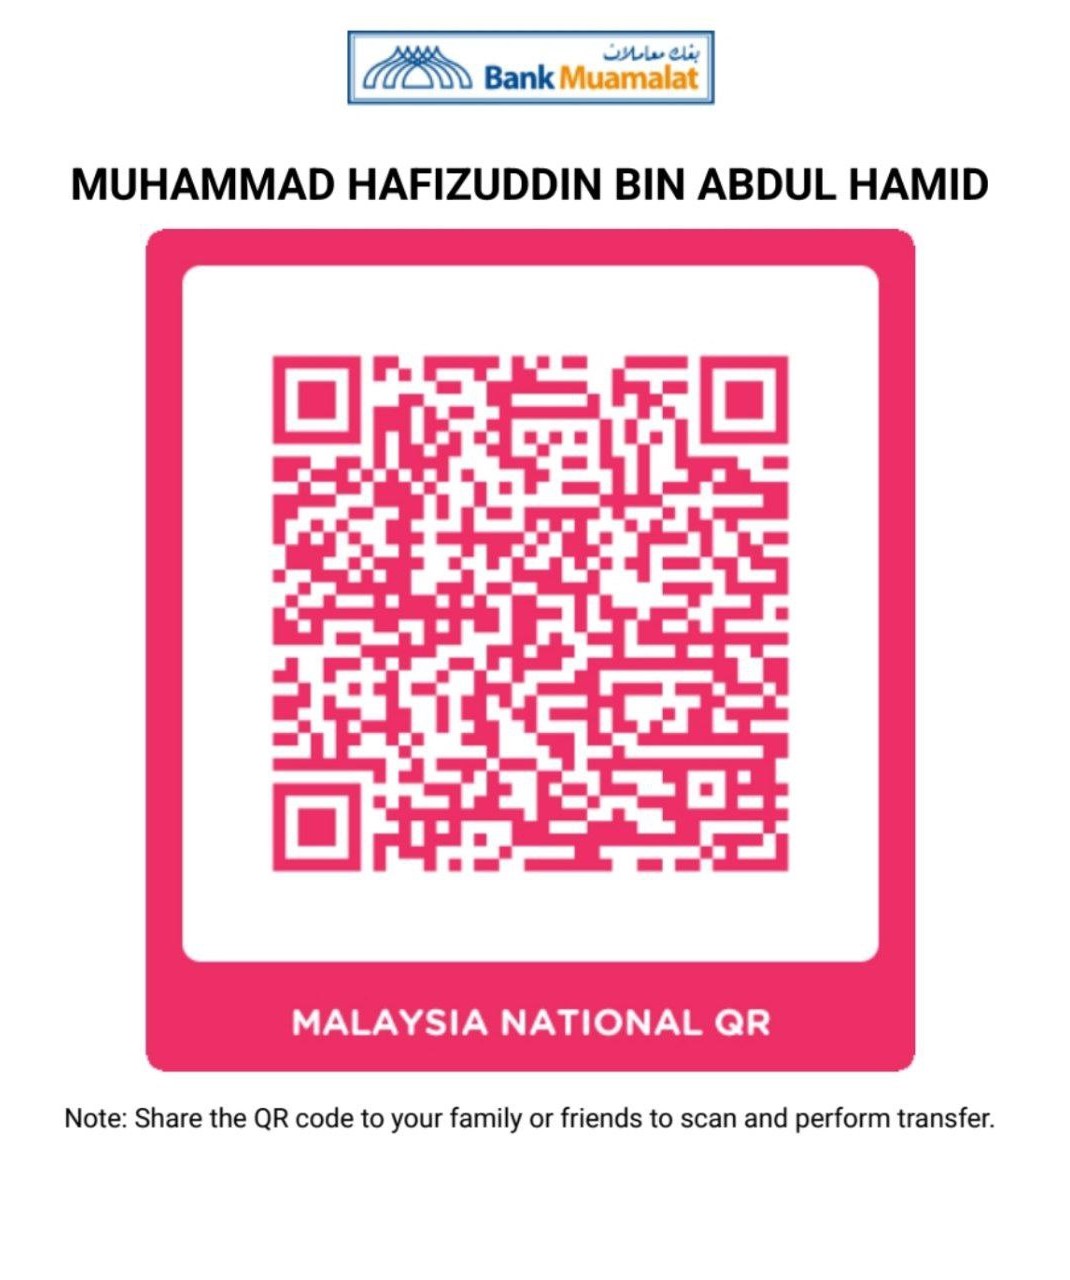 بنك معاملات
Bank Muamalat
MUHAMMAD HAFIZUDDIN BIN ABDUL HAMID
MALAYSIA NATIONAL QR
Note: Share the QR code to your family or friends to scan and perform transfer.